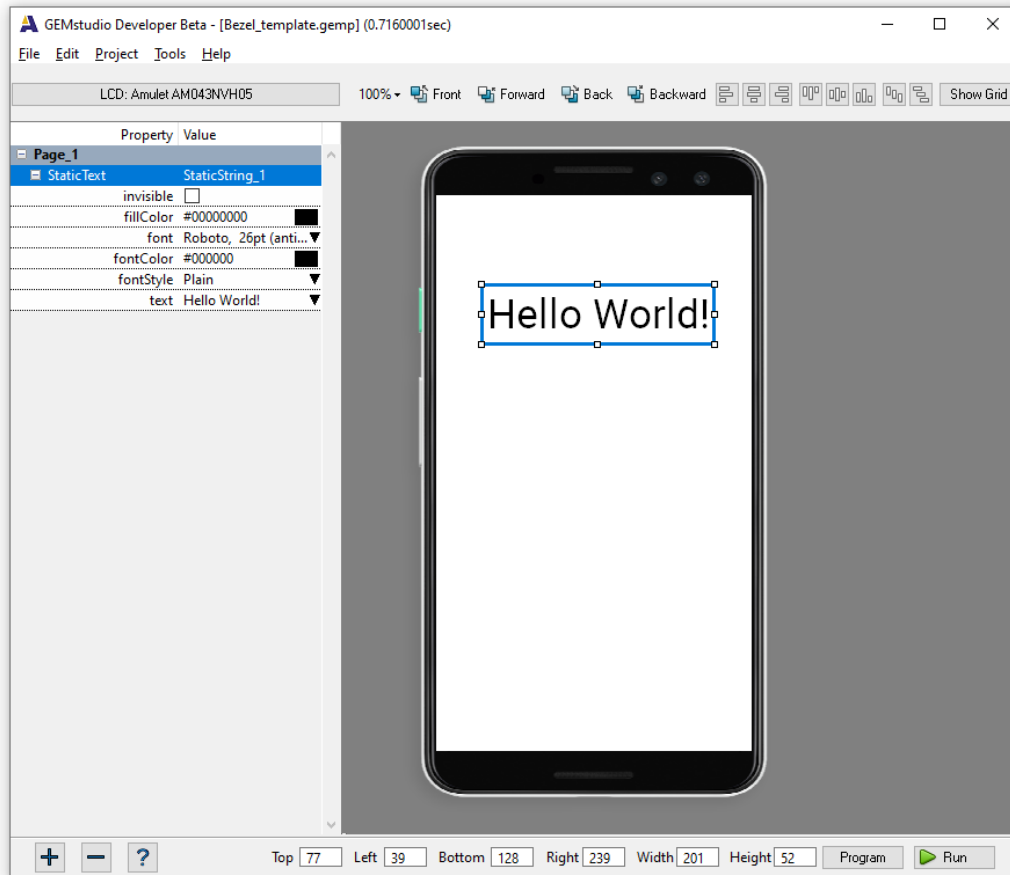 GEMstudio Developer Beta - [Bezel_template.gemp] (0.7160001sec)
File Edit Project Tools Help
LCD: Amulet AM043NVH05 100% Front Forward Back Backward Show Grid
Property Value
Page_1
StaticText StaticString_1
invisible
fillColor #00000000
font Roboto, 26pt (anti...
fontColor #000000
fontStyle Plain
text Hello World!
Hello World!
Top 77 Left 39 Bottom 128 Right 239 Width 201 Height 52 Program Run